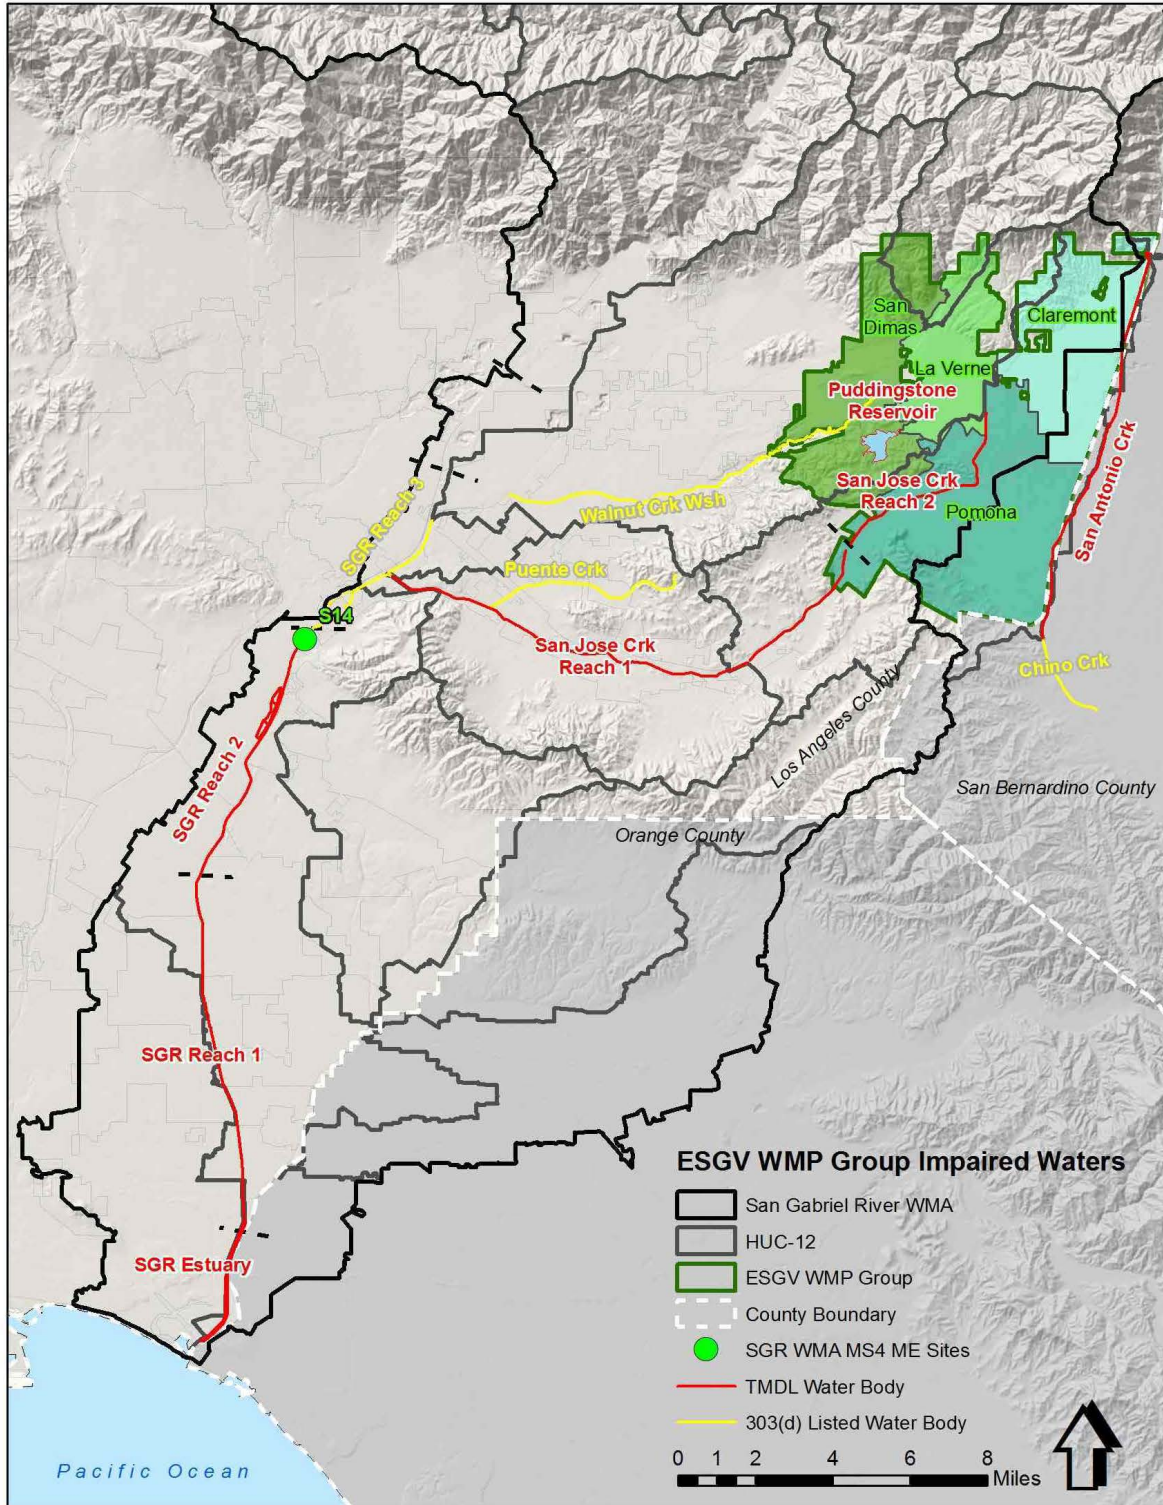 San
Dimas
Claremont
La Verne
Puddingstone
Reservoir
San Jose Crk
Reach 2
Pomona
San Antonio Crk
SGR Reach 3
Walnut Crk Wsh
Puente Crk
S14
San Jose Crk
Reach 1
Chino Crk
Los Angeles County
SGR Reach 2
San Bernardino County
Orange County
SGR Reach 1
SGR Estuary
Pacific Ocean
ESGV WMP Group Impaired Waters
San Gabriel River WMA
HUC-12
ESGV WMP Group
County Boundary
SGR WMA MS4 ME Sites
TMDL Water Body
303(d) Listed Water Body
0 1 2 4 6 8
Miles